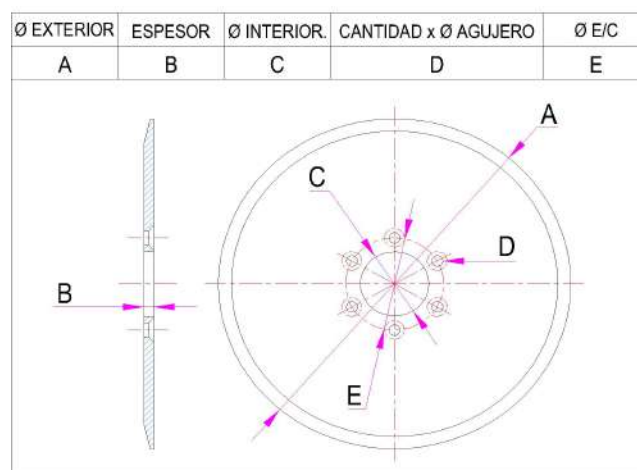 Ø EXTERIOR ESPESOR Ø INTERIOR. CANTIDAD x Ø AGUJERO Ø E/C
A B C D E
A
C
D
B
E